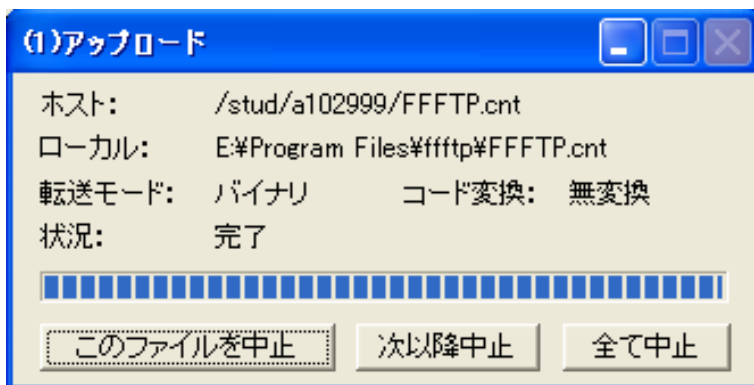 (1)アップロード
ホスト: /stud/a102999/FFFTP.cnt
ローカル: E:¥Program Files¥ffftp¥FFFTP.cnt
転送モード: バイナリ コード変換: 無変換
状況: 完了
このファイルを中止 次以降中止 全て中止